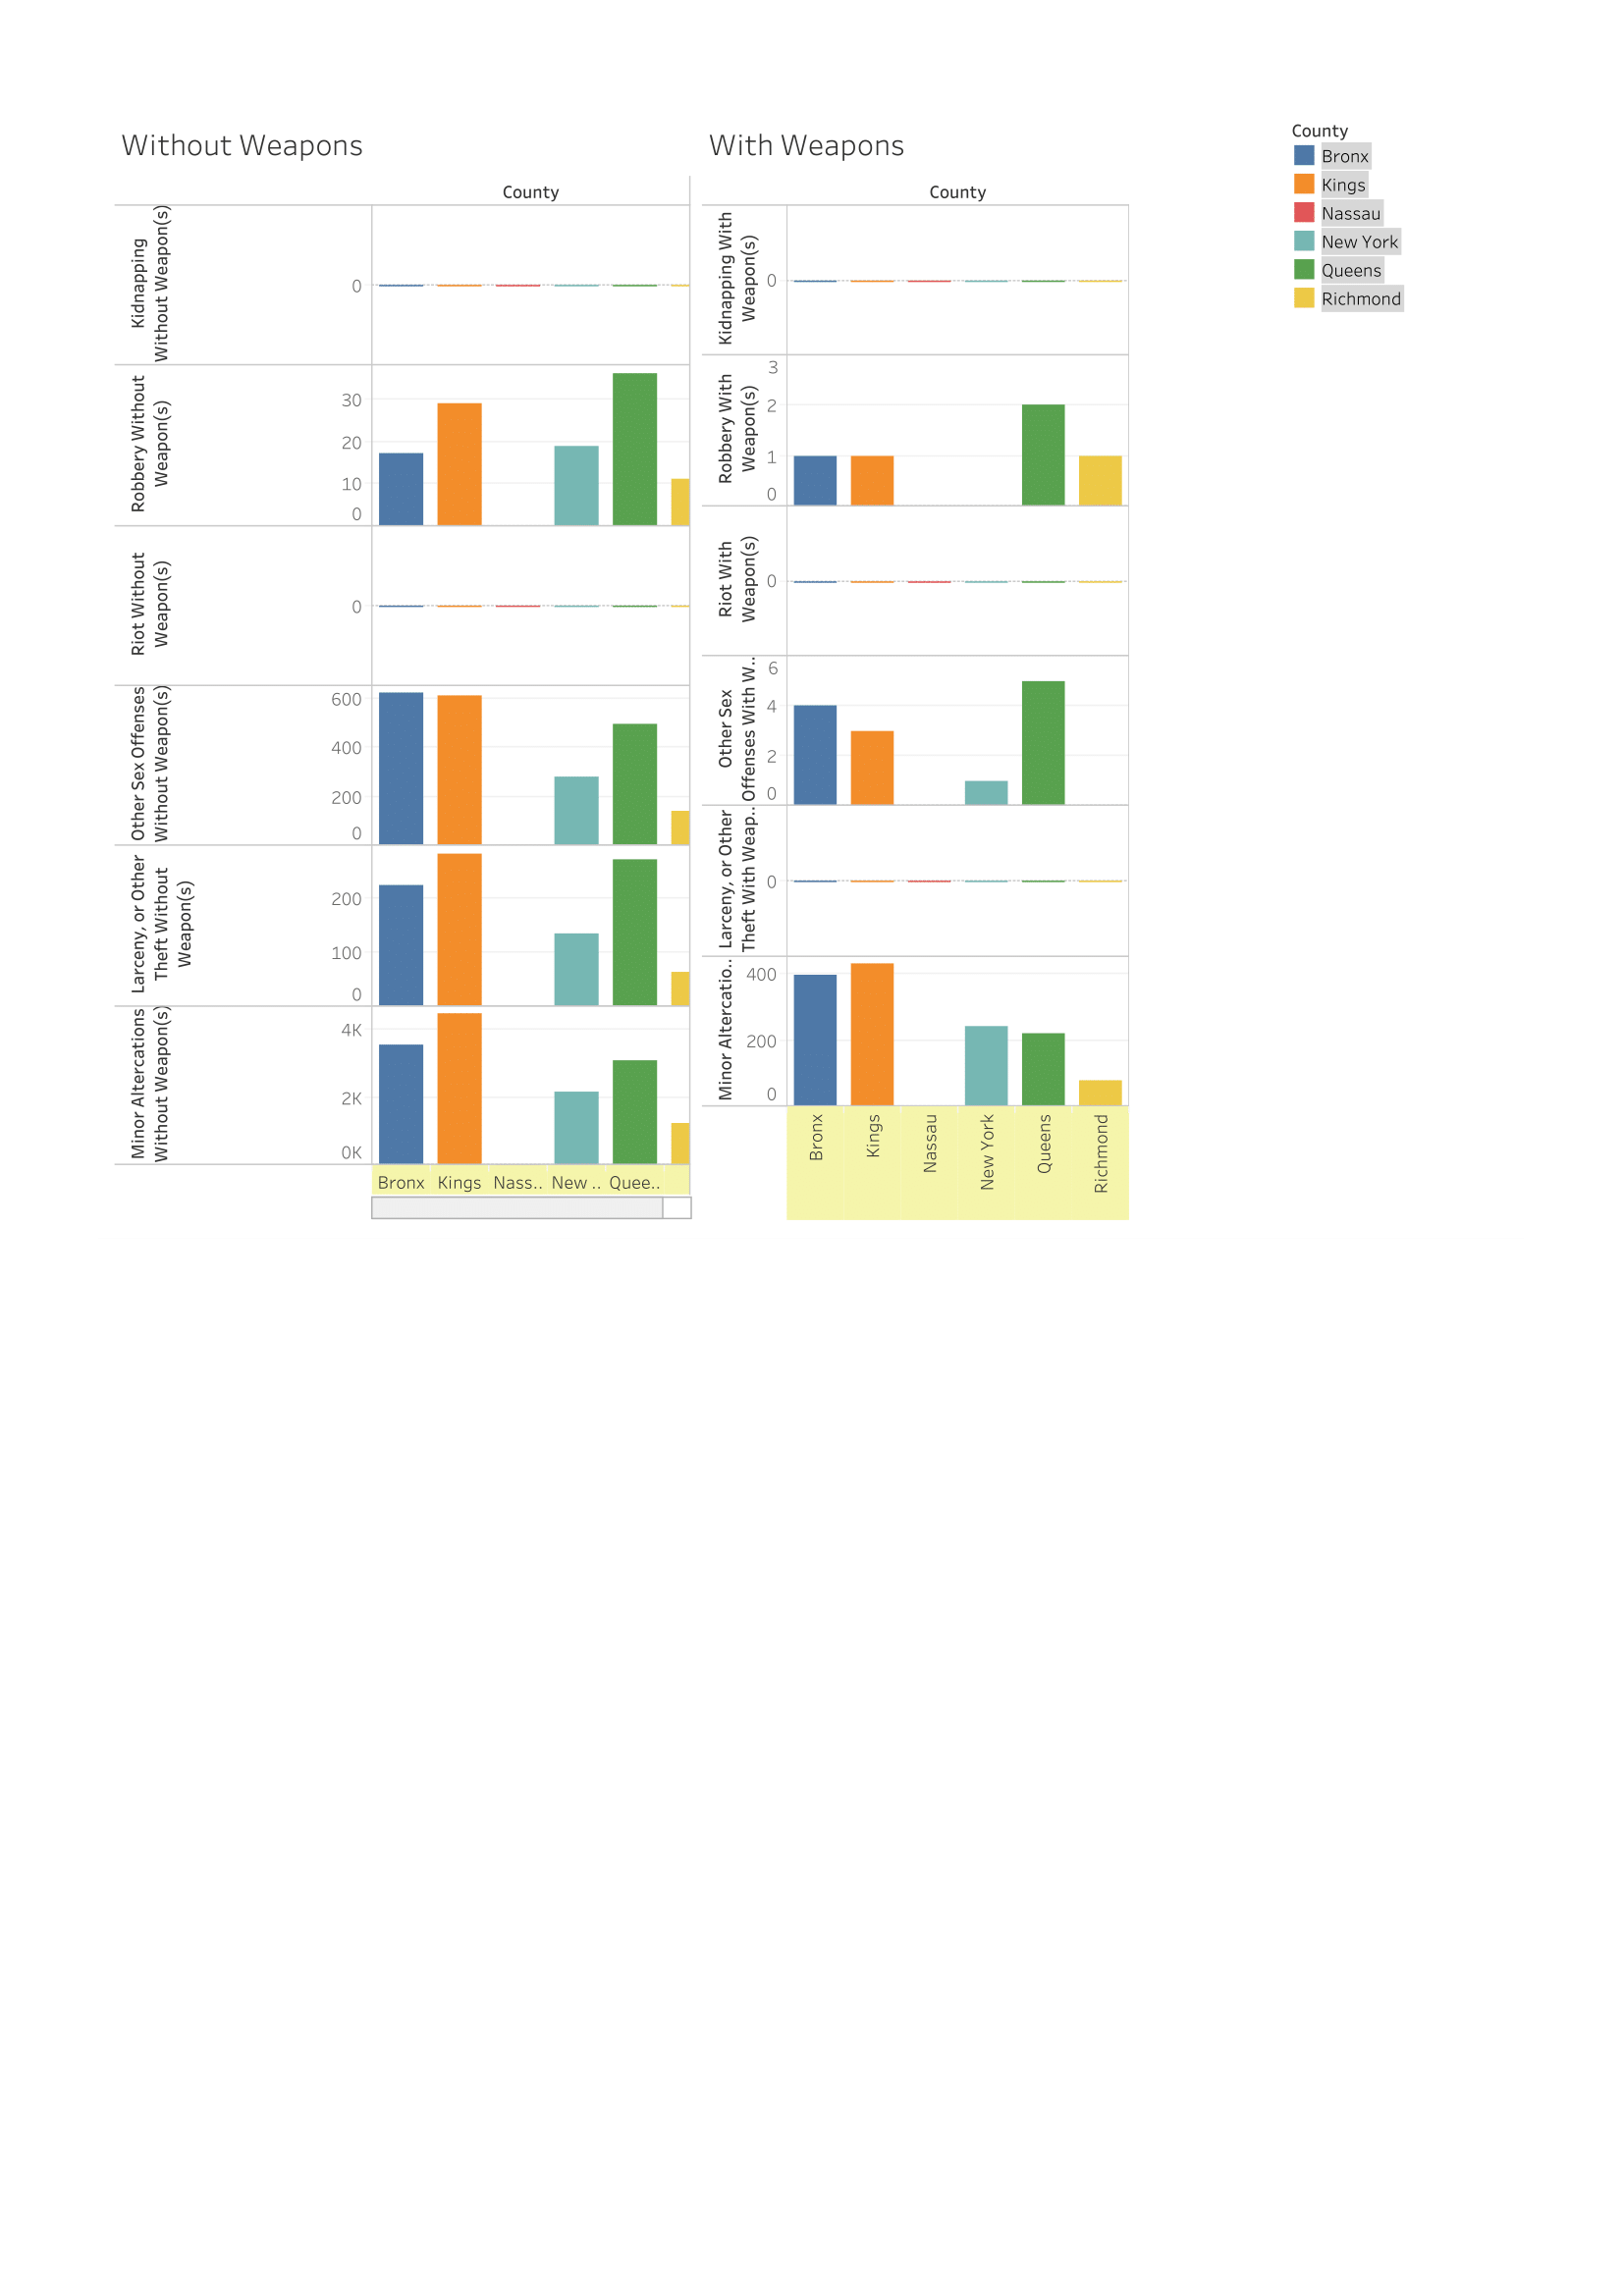 Without Weapons
County
Kidnapping
Without Weapon(s)
0
Robbery Without
Weapon(s)
30
20
10
0
Riot Without
Weapon(s)
0
Other Sex Offenses
Without Weapon(s)
600
400
200
0
Larceny, or Other
Theft Without
Weapon(s)
200
100
0
Minor Altercations
Without Weapon(s)
4K
2K
0K
Bronx Kings Nass.. New .. Quee..
With Weapons
County
Kidnapping With
Weapon(s)
0
Robbery With
Weapon(s)
3
2
1
0
Riot With
Weapon(s)
0
Other Sex
Offenses With W..
6
4
2
0
Larceny, or Other
Theft With Weap..
0
Minor Altercatio..
400
200
0
Bronx
Kings
Nassau
New York
Queens
Richmond
County
Bronx
Kings
Nassau
New York
Queens
Richmond